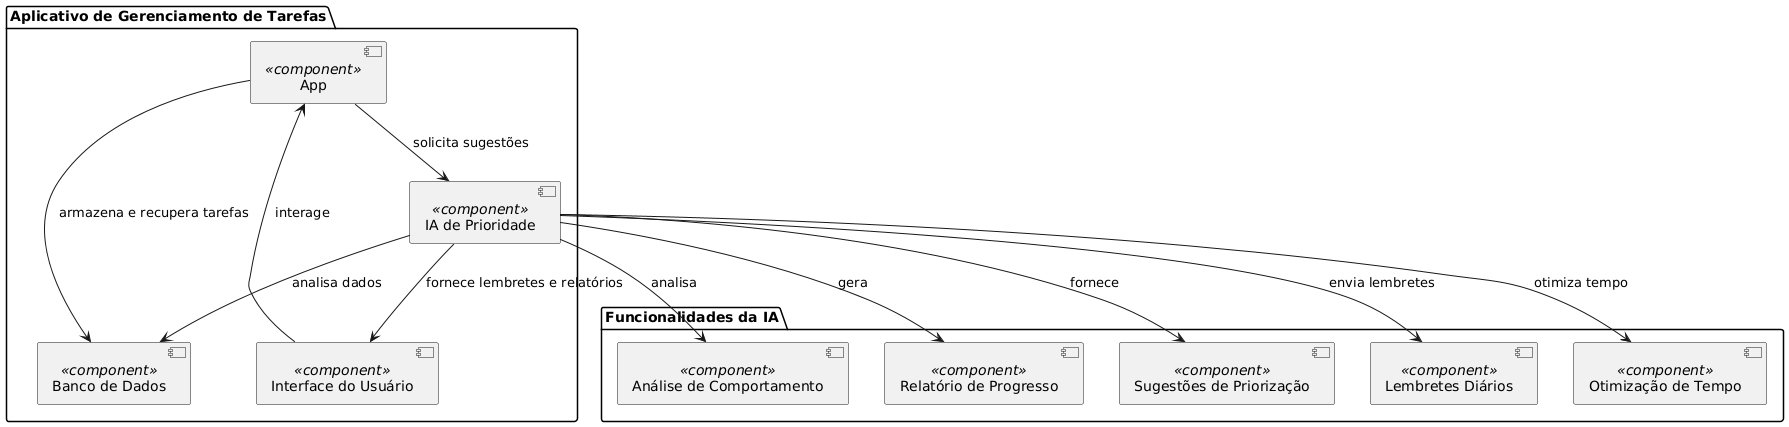 Aplicativo de Gerenciamento de Tarefas
«component»
App
solicita sugestões
armazena e recupera tarefas
interage
«component»
IA de Prioridade
analisa dados
fornece lembretes e relatórios
analisa
gera
fornece
envia lembretes
otimiza tempo
Funcionalidades da IA
«component»
Banco de Dados
«component»
Interface do Usuário
«component»
Análise de Comportamento
«component»
Relatório de Progresso
«component»
Sugestões de Priorização
«component»
Lembretes Diários
«component»
Otimização de Tempo